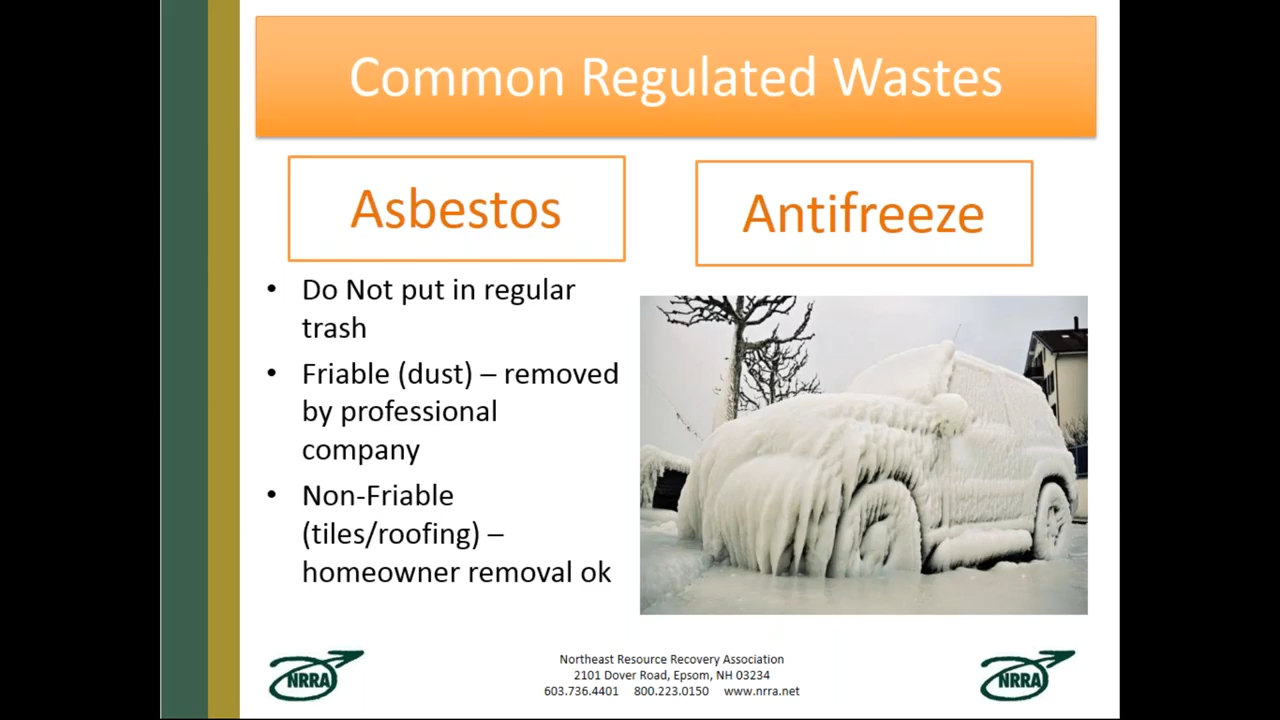 Common Regulated Wastes
Asbestos
Antifreeze
• Do Not put in regular
trash
• Friable (dust) – removed
by professional
company
• Non-Friable
(tiles/roofing) –
homeowner removal ok
NRRA
Northeast Resource Recovery Association
2101 Dover Road, Epsom, NH 03234
603.736.4401 800.223.0150 www.nrra.net
NRRA